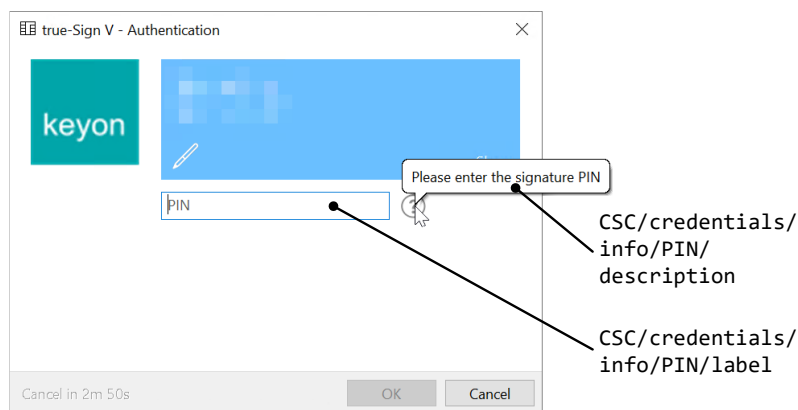 true-Sign V - Authentication
keyon
Please enter the signature PIN
PIN
CSC/credentials/
info/PIN/
description
CSC/credentials/
info/PIN/label
Cancel in 2m 50s
OK
Cancel